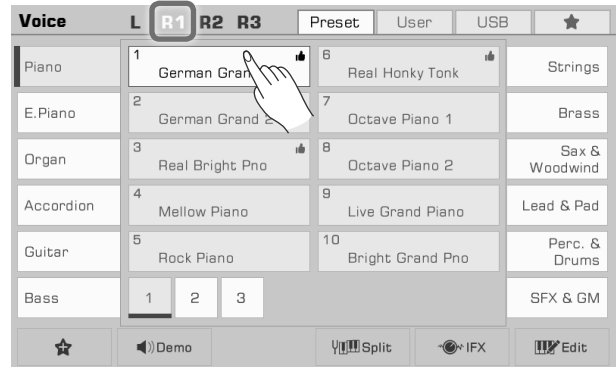 Voice L R1 R2 R3 Preset User USB
Piano
E.Piano
Organ
Accordion
Guitar
Bass
1 German Gran
2 German Grand 2
3 Real Bright Pno
4 Mellow Piano
5 Rock Piano
6 Real Honky Tonk
7 Octave Piano 1
8 Octave Piano 2
9 Live Grand Piano
10 Bright Grand Pno
1 2 3
Strings
Brass
Sax &
Woodwind
Lead & Pad
Perc. &
Drums
SFX & GM
Demo Split IFX Edit